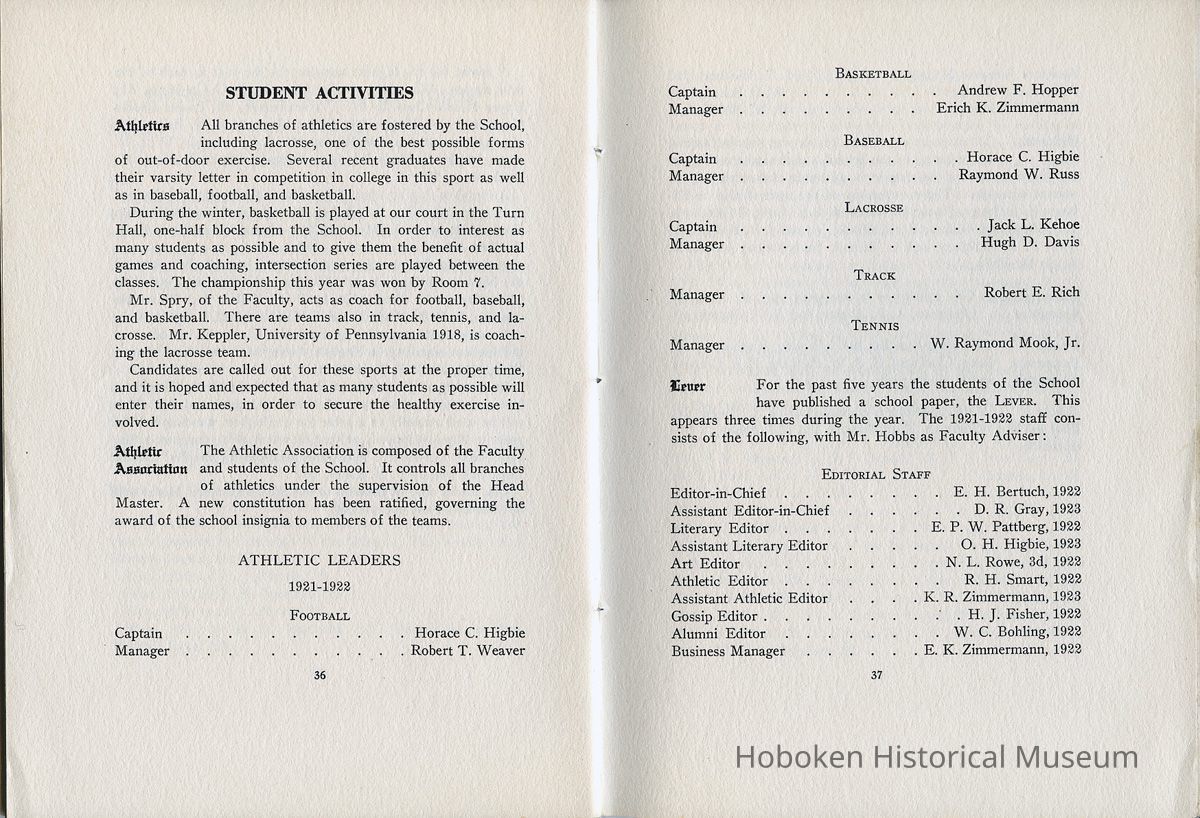 STUDENT ACTIVITIES
Athletics All branches of athletics are fostered by the School,
including lacrosse, one of the best possible forms
of out-of-door exercise. Several recent graduates have made
their varsity letter in competition in college in this sport as well
as in baseball, football, and basketball.
During the winter, basketball is played at our court in the Turn
Hall, one-half block from the School. In order to interest as
many students as possible and to give them the benefit of actual
games and coaching, intersection series are played between the
classes. The championship this year was won by Room 7.
Mr. Spry, of the Faculty, acts as coach for football, baseball,
and basketball. There are teams also in track, tennis, and la-
crosse. Mr. Keppler, University of Pennsylvania 1918, is coach-
ing the lacrosse team.
Candidates are called out for these sports at the proper time,
and it is hoped and expected that as many students as possible will
enter their names, in order to secure the healthy exercise in-
volved.
Athletic The Athletic Association is composed of the Faculty
Association and students of the School. It controls all branches
of athletics under the supervision of the Head
Master. A new constitution has been ratified, governing the
award of the school insignia to members of the teams.
ATHLETIC LEADERS
1921-1922
FOOTBALL
Captain . . . . . . . . . . . Horace C. Higbie
Manager . . . . . . . . . . . Robert T. Weaver
36
BASKETBALL
Captain . . . . . . . . . . Andrew F. Hopper
Manager . . . . . . . . . Erich K. Zimmermann
BASEBALL
Captain . . . . . . . . . . . Horace C. Higbie
Manager . . . . . . . . . . Raymond W. Russ
LACROSSE
Captain . . . . . . . . . . . . Jack L. Kehoe
Manager . . . . . . . . . . . Hugh D. Davis
TRACK
Manager . . . . . . . . . . . Robert E. Rich
TENNIS
Manager . . . . . . . . . W. Raymond Mook, Jr.
Lever For the past five years the students of the School
have published a school paper, the LEVER. This
appears three times during the year. The 1921-1922 staff con-
sists of the following, with Mr. Hobbs as Faculty Adviser:
EDITORIAL STAFF
Editor-in-Chief . . . . . . . . E. H. Bertuch, 1922
Assistant Editor-in-Chief . . . . . . D. R. Gray, 1923
Literary Editor . . . . . . . E. P. W. Pattberg, 1922
Assistant Literary Editor . . . . . O. H. Higbie, 1923
Art Editor . . . . . . . . . N. L. Rowe, 3d, 1922
Athletic Editor . . . . . . . . R. H. Smart, 1922
Assistant Athletic Editor . . . . K. R. Zimmermann, 1923
Gossip Editor . . . . . . . . . . H. J. Fisher, 1922
Alumni Editor . . . . . . . . W. C. Bohling, 1922
Business Manager . . . . . . E. K. Zimmermann, 1922
37
Hoboken Historical Museum